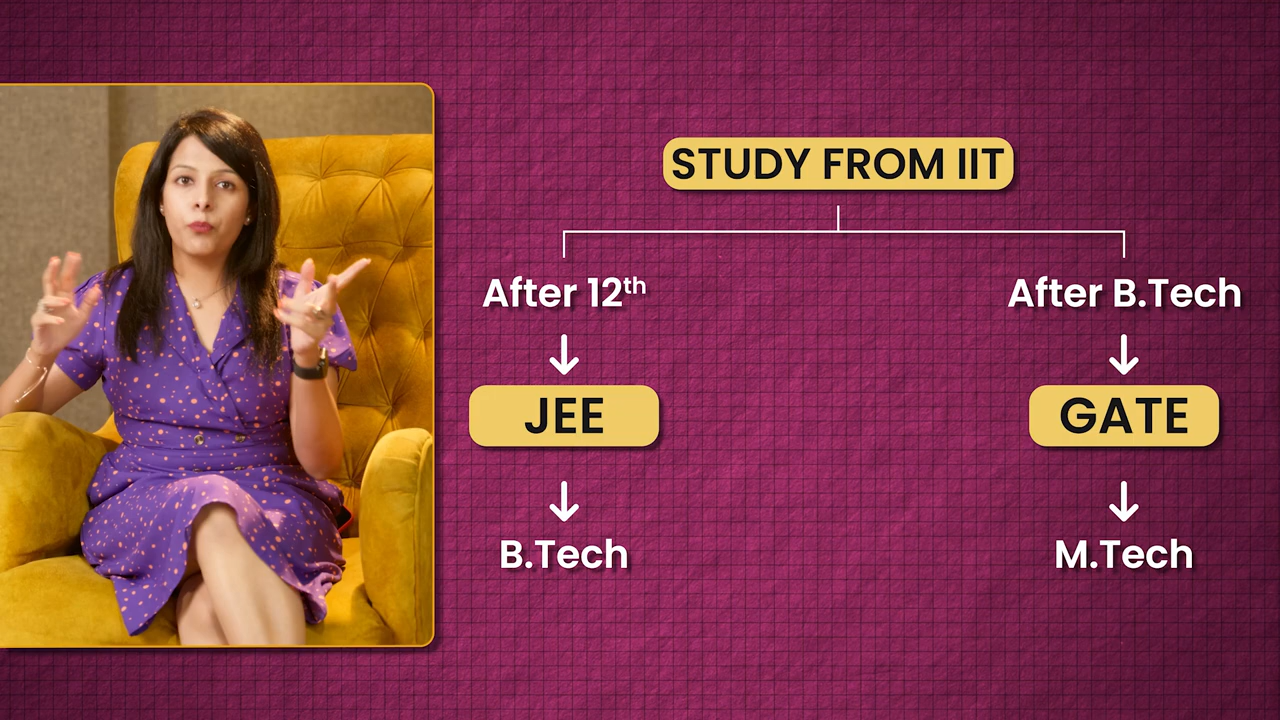 STUDY FROM IIT
After 12th
JEE
B.Tech
After B.Tech
GATE
M.Tech